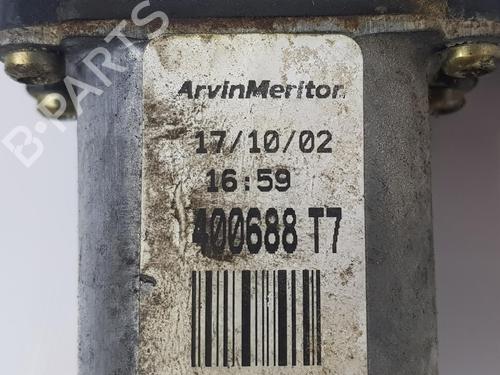 B-PARTS
ArvinMeritor.
17/10/02
16:59
400688 T7